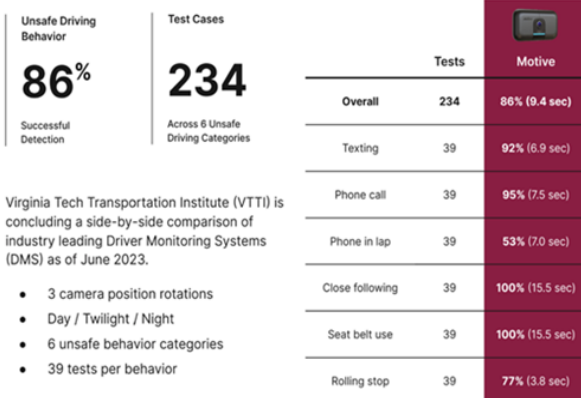 Unsafe Driving
Behavior
86%
Successful
Detection
Test Cases
234
Across 6 Unsafe
Driving Categories
Virginia Tech Transportation Institute (VTTI) is
concluding a side-by-side comparison of
industry leading Driver Monitoring Systems
(DMS) as of June 2023.
• 3 camera position rotations
• Day / Twilight / Night
• 6 unsafe behavior categories
• 39 tests per behavior
Tests Motive
Overall 234 86% (9.4 sec)
Texting 39 92% (6.9 sec)
Phone call 39 95% (7.5 sec)
Phone in lap 39 53% (7.0 sec)
Close following 39 100% (15.5 sec)
Seat belt use 39 100% (15.5 sec)
Rolling stop 39 77% (3.8 sec)